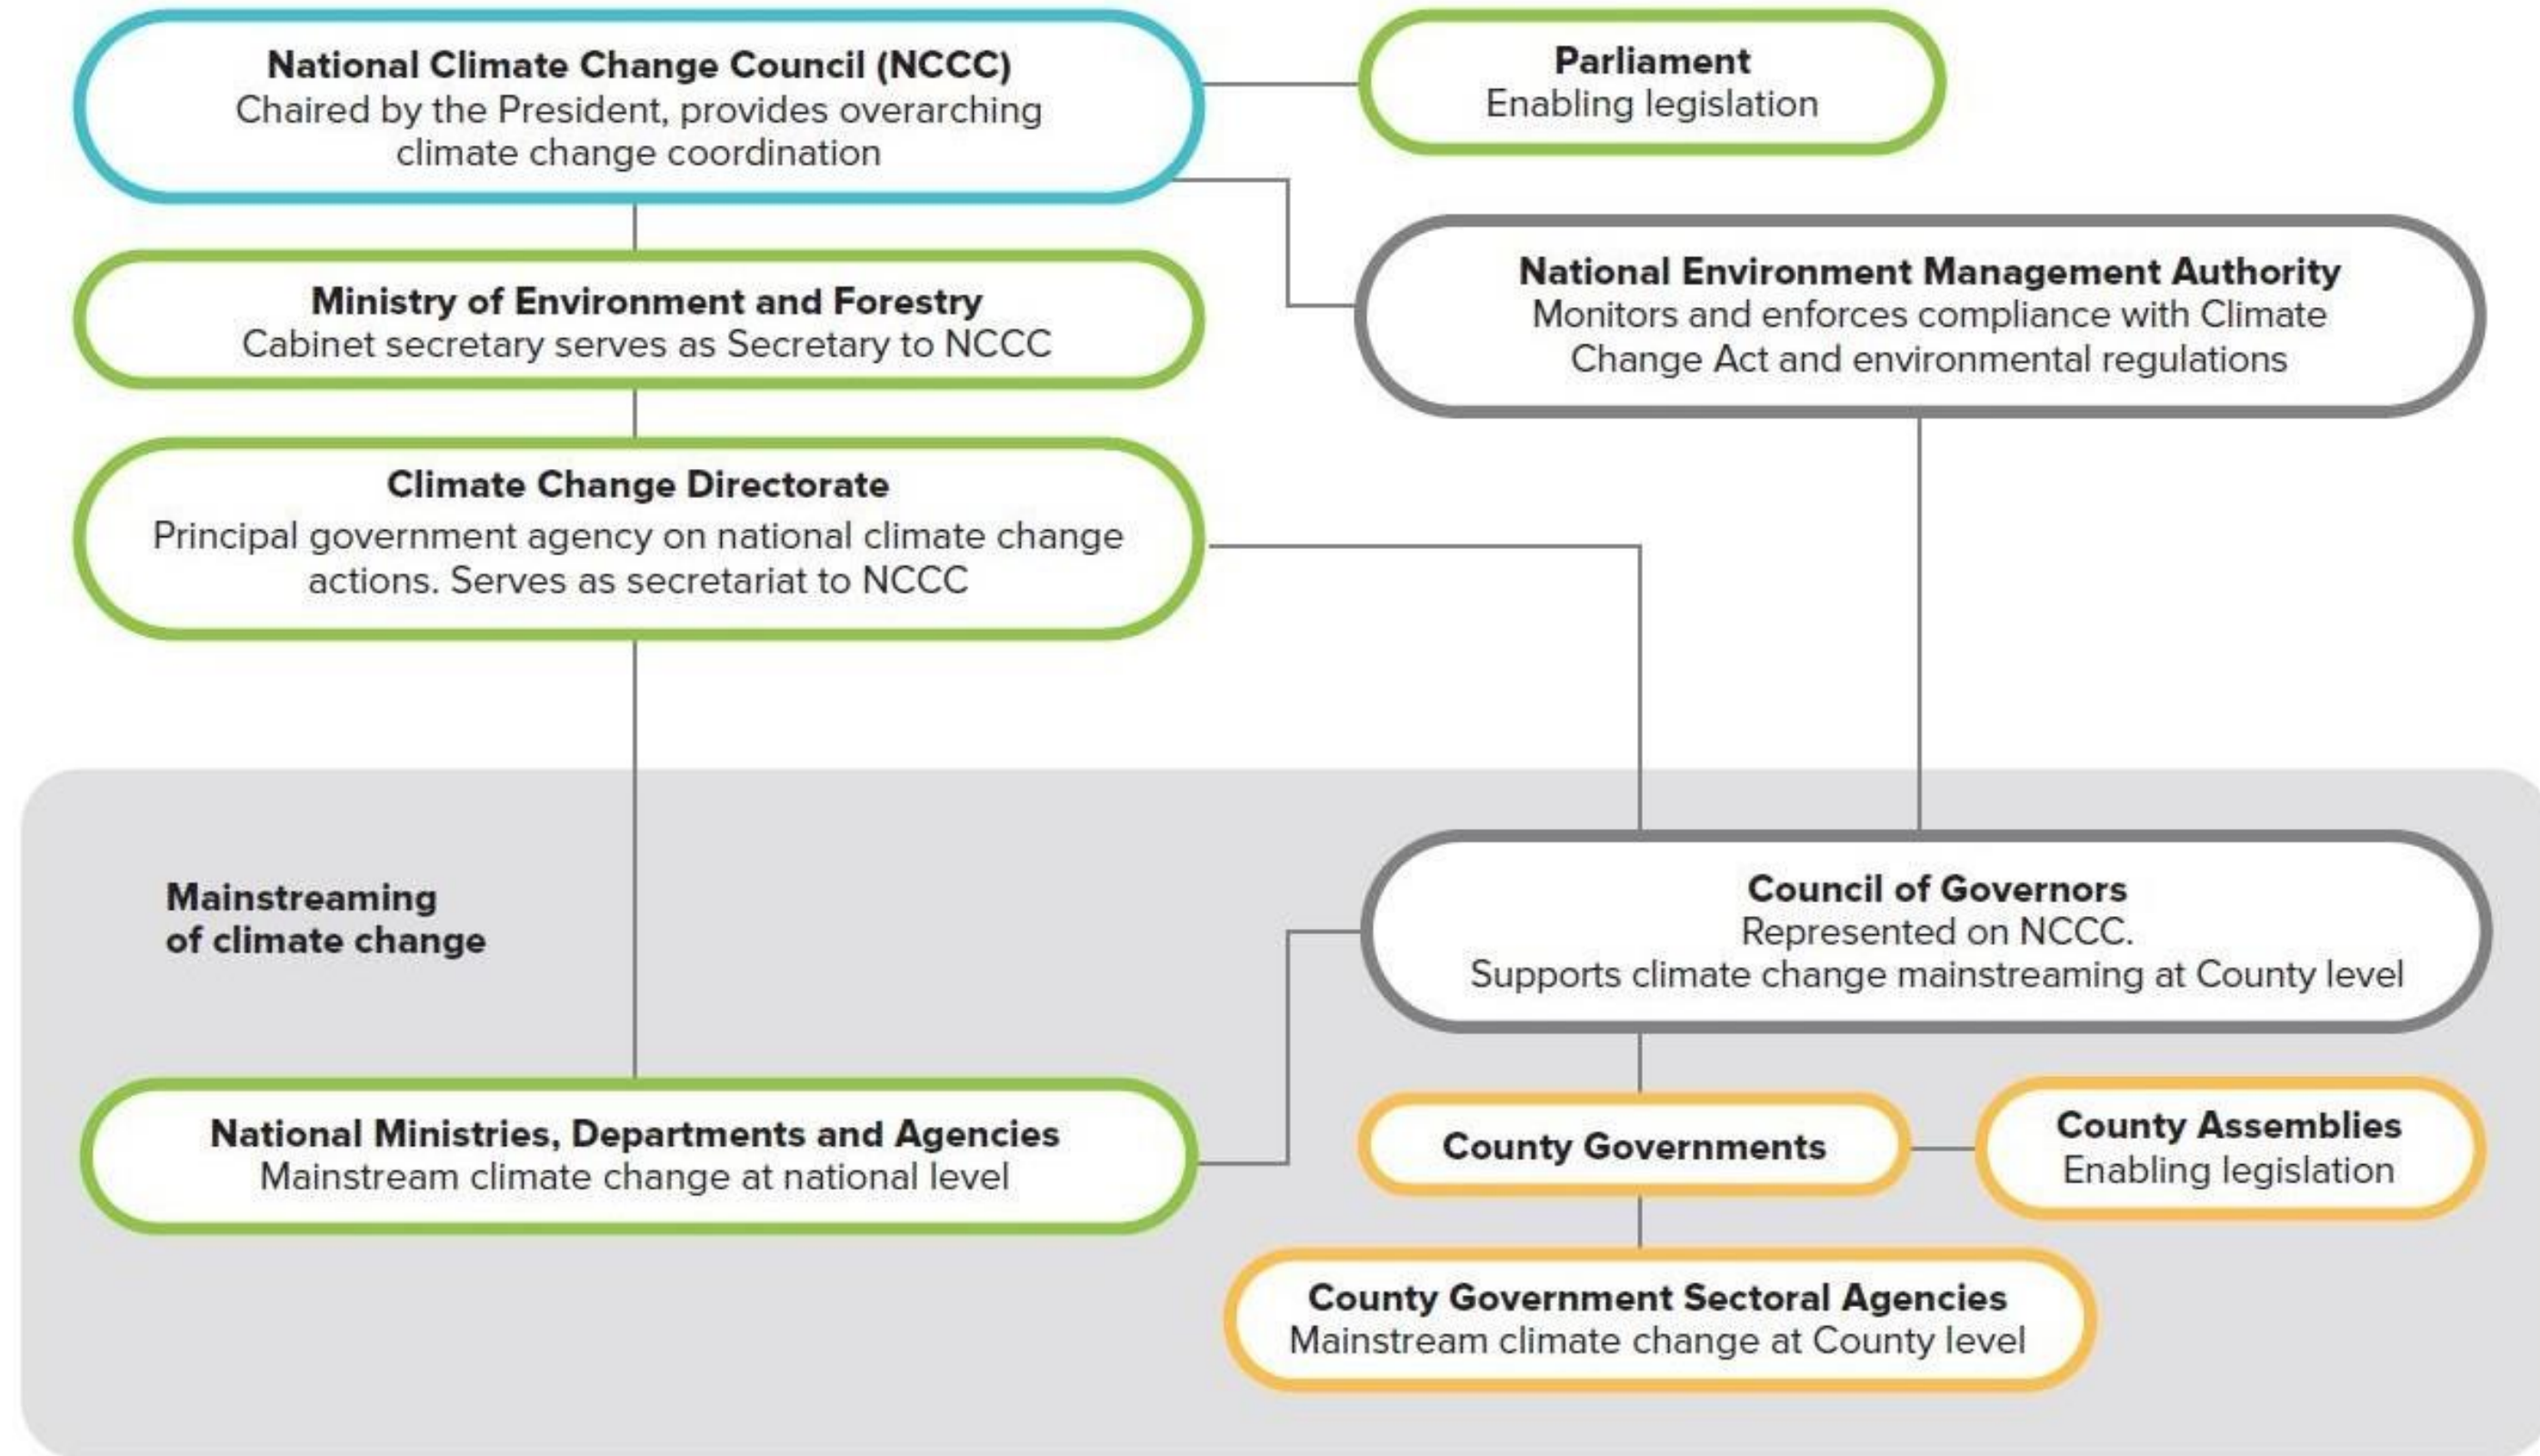 National Climate Change Council (NCCC)
Chaired by the President, provides overarching
climate change coordination
Parliament
Enabling legislation
Ministry of Environment and Forestry
Cabinet secretary serves as Secretary to NCCC
National Environment Management Authority
Monitors and enforces compliance with Climate
Change Act and environmental regulations
Climate Change Directorate
Principal government agency on national climate change
actions. Serves as secretariat to NCCC
Mainstreaming
of climate change
Council of Governors
Represented on NCCC.
Supports climate change mainstreaming at County level
National Ministries, Departments and Agencies
Mainstream climate change at national level
County Governments
County Assemblies
Enabling legislation
County Government Sectoral Agencies
Mainstream climate change at County level